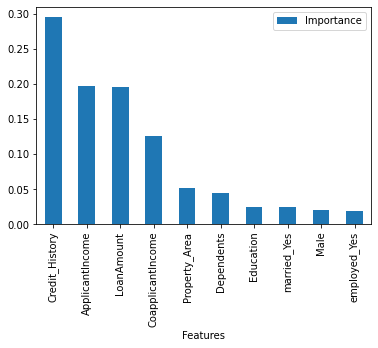 0.30
0.25
0.20
0.15
0.10
0.05
0.00
Importance
Credit_History
ApplicantIncome
LoanAmount
CoapplicantIncome
Property_Area
Dependents
Education
married_Yes
Male
employed_Yes
Features